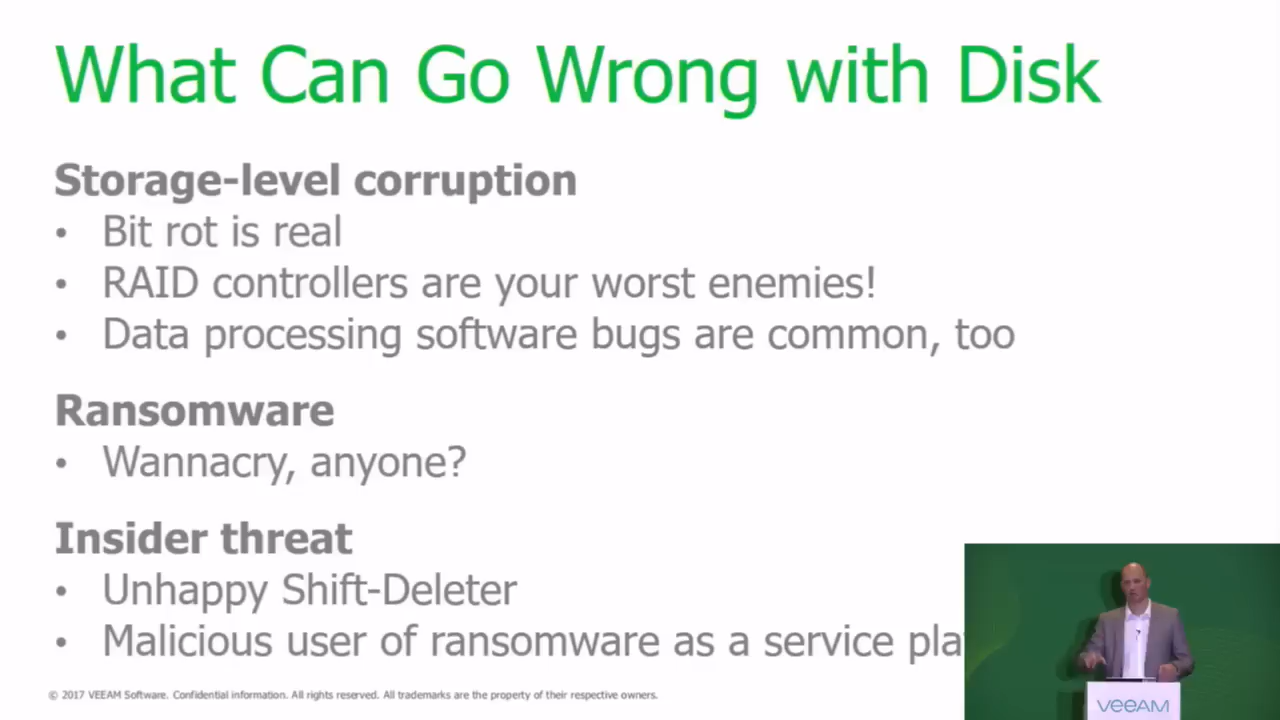 What Can Go Wrong with Disk
Storage-level corruption
• Bit rot is real
• RAID controllers are your worst enemies!
• Data processing software bugs are common, too
Ransomware
• Wannacry, anyone?
Insider threat
• Unhappy Shift-Deleter
• Malicious user of ransomware as a service
© 2017 VEEAM Software. Confidential information. All rights reserved. All trademarks are the property of their respective owners.
VEEAM